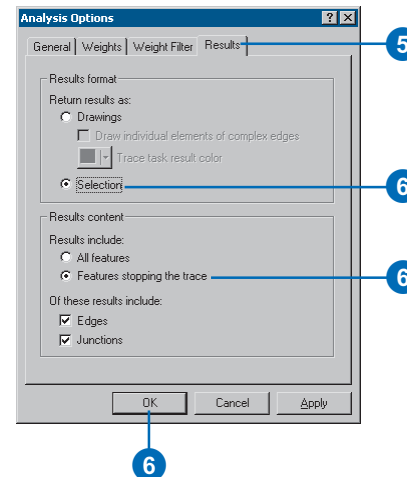 Analysis Options
General Weights Weight Filter Results
5
Results format
Return results as:
Drawings
Draw individual elements of complex edges
Trace task result color
Selection
6
Results content
Results include:
All features
Features stopping the trace
6
Of these results include:
Edges
Junctions
OK Cancel Apply
6